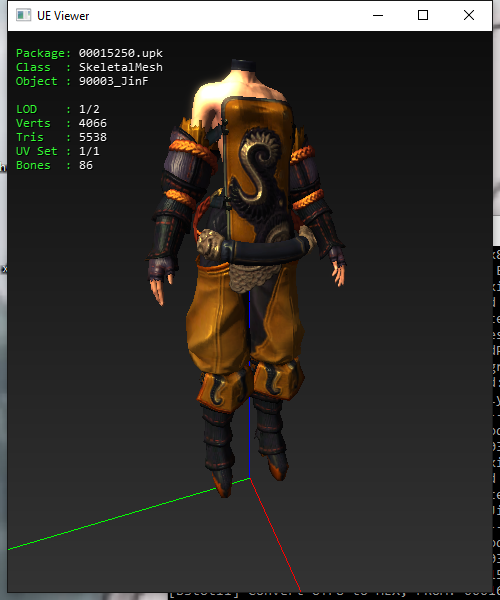 UE Viewer
Package: 00015250.upk
Class : SkeletalMesh
Object : 90003_JinF
LOD : 1/2
Verts : 4066
Tris : 5538
UV Set : 1/1
Bones : 86